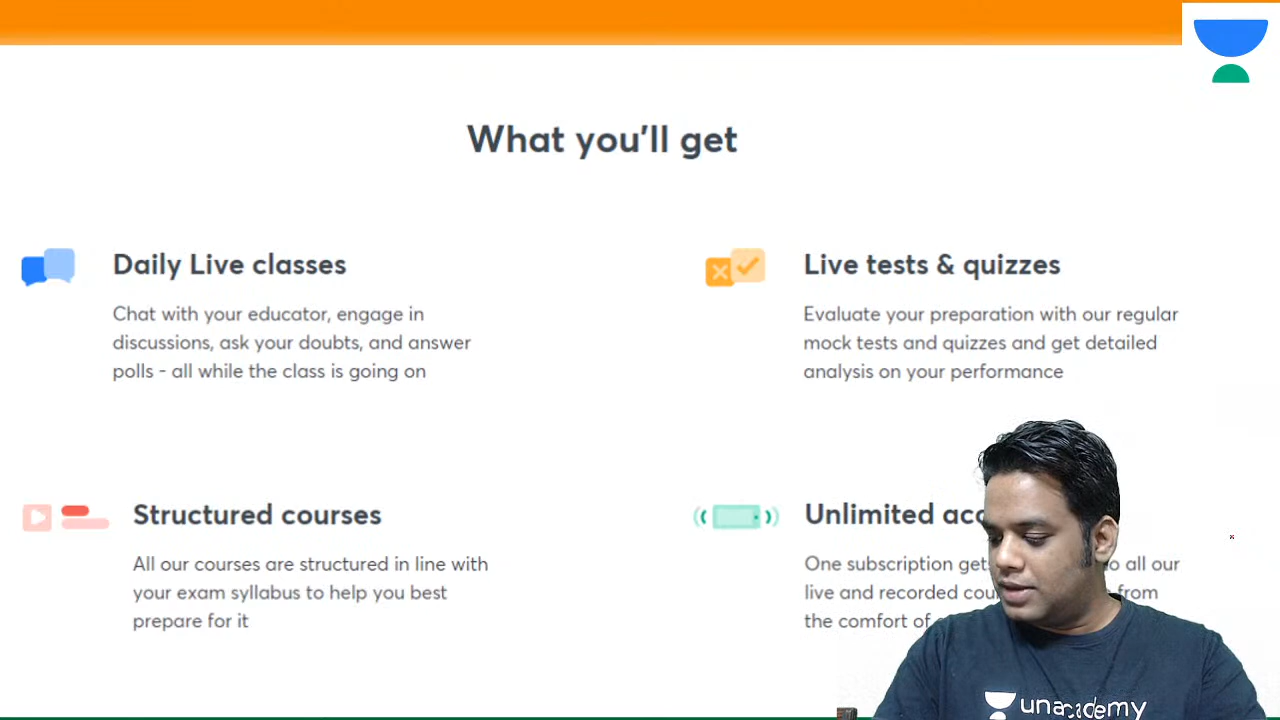 What you'll get
Daily Live classes
Chat with your educator, engage in
discussions, ask your doubts, and answer
polls - all while the class is going on
Live tests & quizzes
Evaluate your preparation with our regular
mock tests and quizzes and get detailed
analysis on your performance
Structured courses
All our courses are structured in line with
your exam syllabus to help you best
prepare for it
Unlimited
One subscription all our
live and recorded from
the comfort of
unacademy